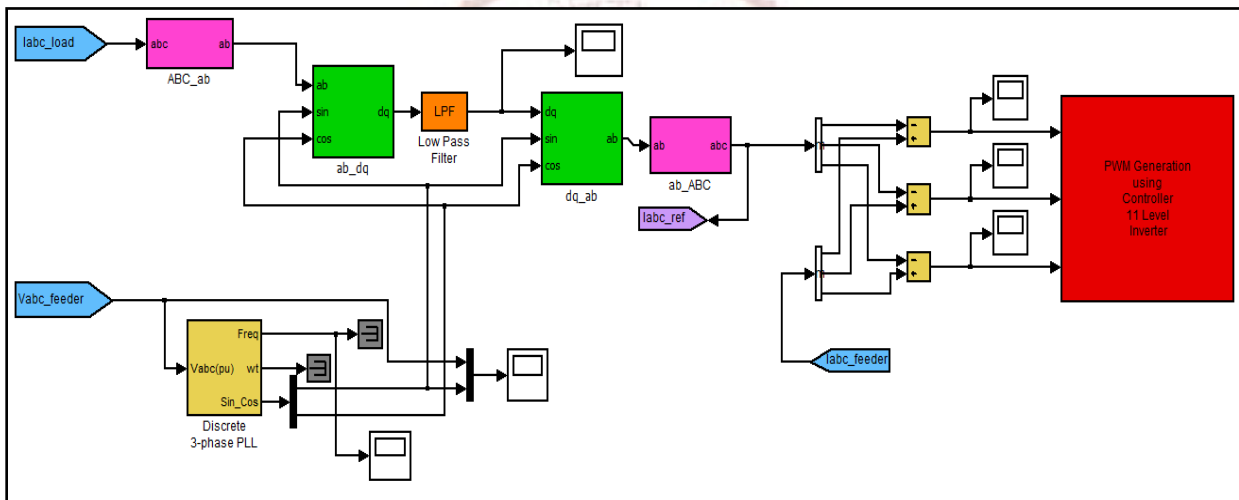 Iabc_load
abc
ab
ABC_ab
ab
sin
cos
dq
ab_dq
LPF
Low Pass
Filter
dq
sin
cos
ab
dq_ab
ab
abc
ab_ABC
Iabc_ref
m
-
+
-
+
-
+
PWM Generation
using
Controller
11 Level
Inverter
m
Iabc_feeder
Vabc_feeder
Vabc(pu)
Freq
wt
Sin_Cos
Discrete
3-phase PLL